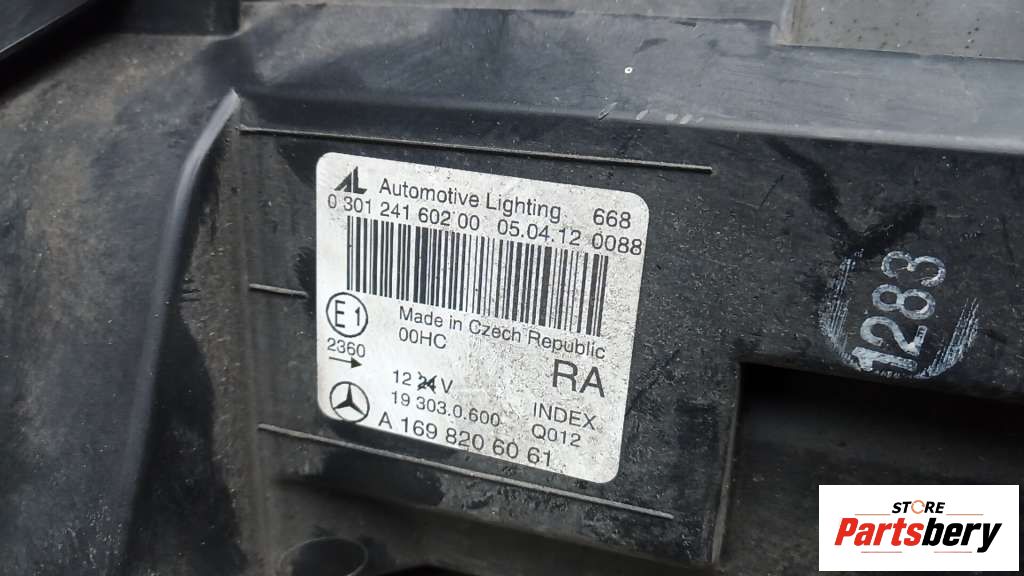 AL Automotive Lighting 668
0 301 241 602 00 05.04.12 0088
E1
Made in Czech Republic
00HC
2360
RA
12 24 V
INDEX
19 303.0.600
Q012
A 169 820 60 61
1283
STORE
Partsbery